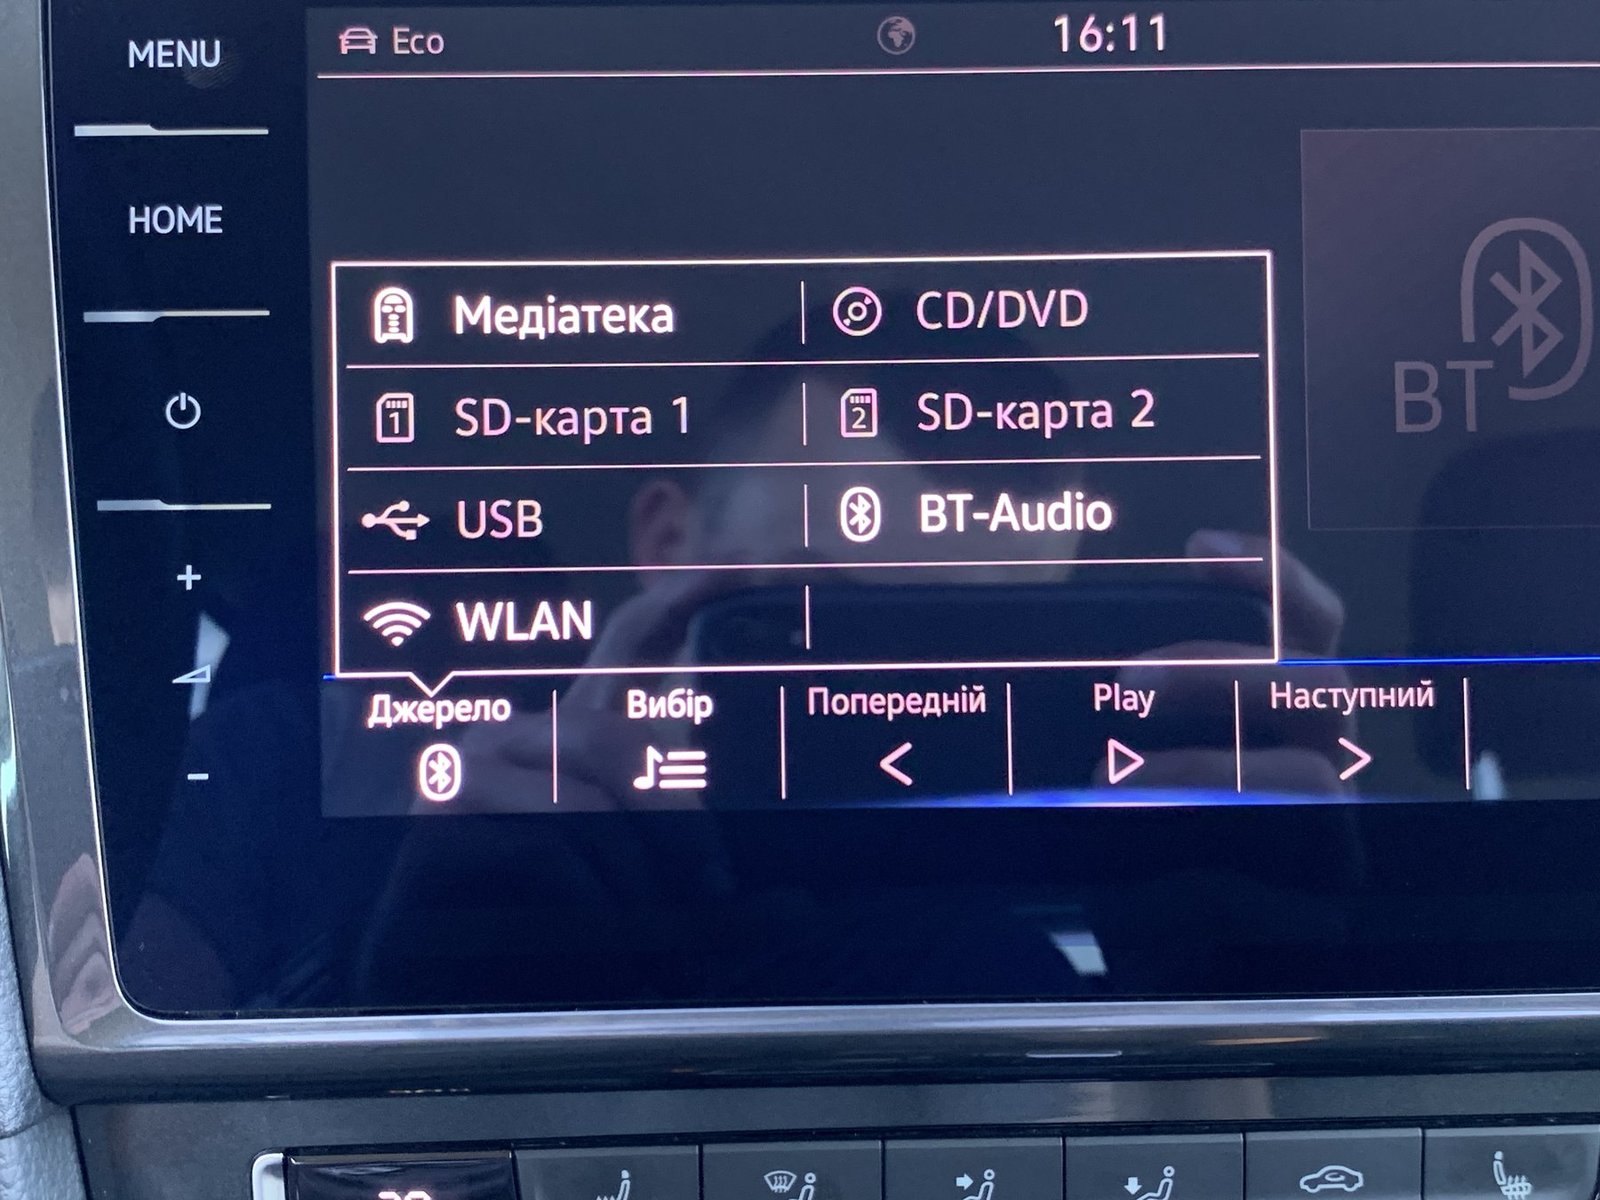 MENU
Eco 16:11
HOME
Медіатека CD/DVD
SD-карта 1 SD-карта 2
USB BT-Audio
WLAN
BT
Джерело Вибір Попередній Play Наступний